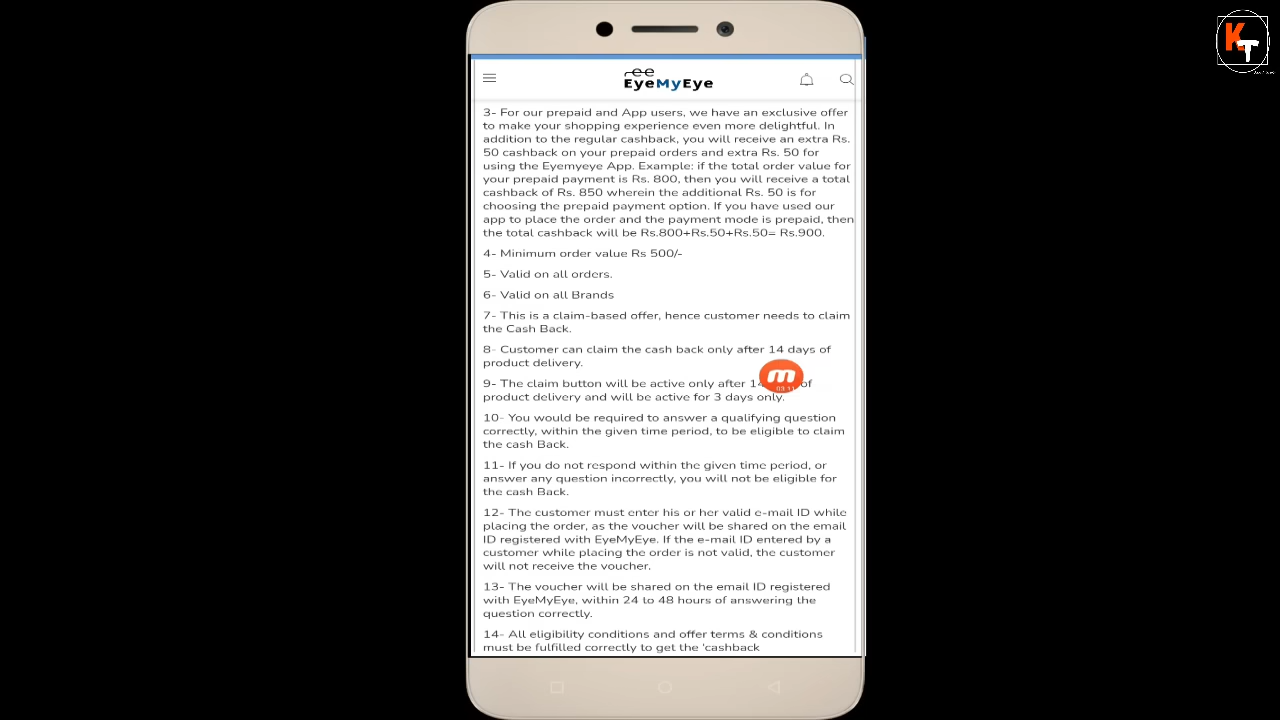 KT
EyeMyEye
3- For our prepaid and App users, we have an exclusive offer
to make your shopping experience even more delightful. In
addition to the regular cashback, you will receive an extra Rs.
50 cashback on your prepaid orders and extra Rs. 50 for
using the Eyemyeye App. Example: if the total order value for
your prepaid payment is Rs. 800, then you will receive a total
cashback of Rs. 850 wherein the additional Rs. 50 is for
choosing the prepaid payment option. If you have used our
app to place the order and the payment mode is prepaid, then
the total cashback will be Rs.800+Rs.50+Rs.50= Rs.900.
4- Minimum order value Rs 500/-
5- Valid on all orders.
6- Valid on all Brands
7- This is a claim-based offer, hence customer needs to claim
the Cash Back.
8- Customer can claim the cash back only after 14 days of
product delivery.
9- The claim button will be active only after of
product delivery and will be active for 3 days only.
03:11
10- You would be required to answer a qualifying question
correctly, within the given time period, to be eligible to claim
the cash Back.
11- If you do not respond within the given time period, or
answer any question incorrectly, you will not be eligible for
the cash Back.
12- The customer must enter his or her valid e-mail ID while
placing the order, as the voucher will be shared on the email
ID registered with EyeMyEye. If the e-mail ID entered by a
customer while placing the order is not valid, the customer
will not receive the voucher.
13- The voucher will be shared on the email ID registered
with EyeMyEye, within 24 to 48 hours of answering the
question correctly.
14- All eligibility conditions and offer terms & conditions
must be fulfilled correctly to get the 'cashback